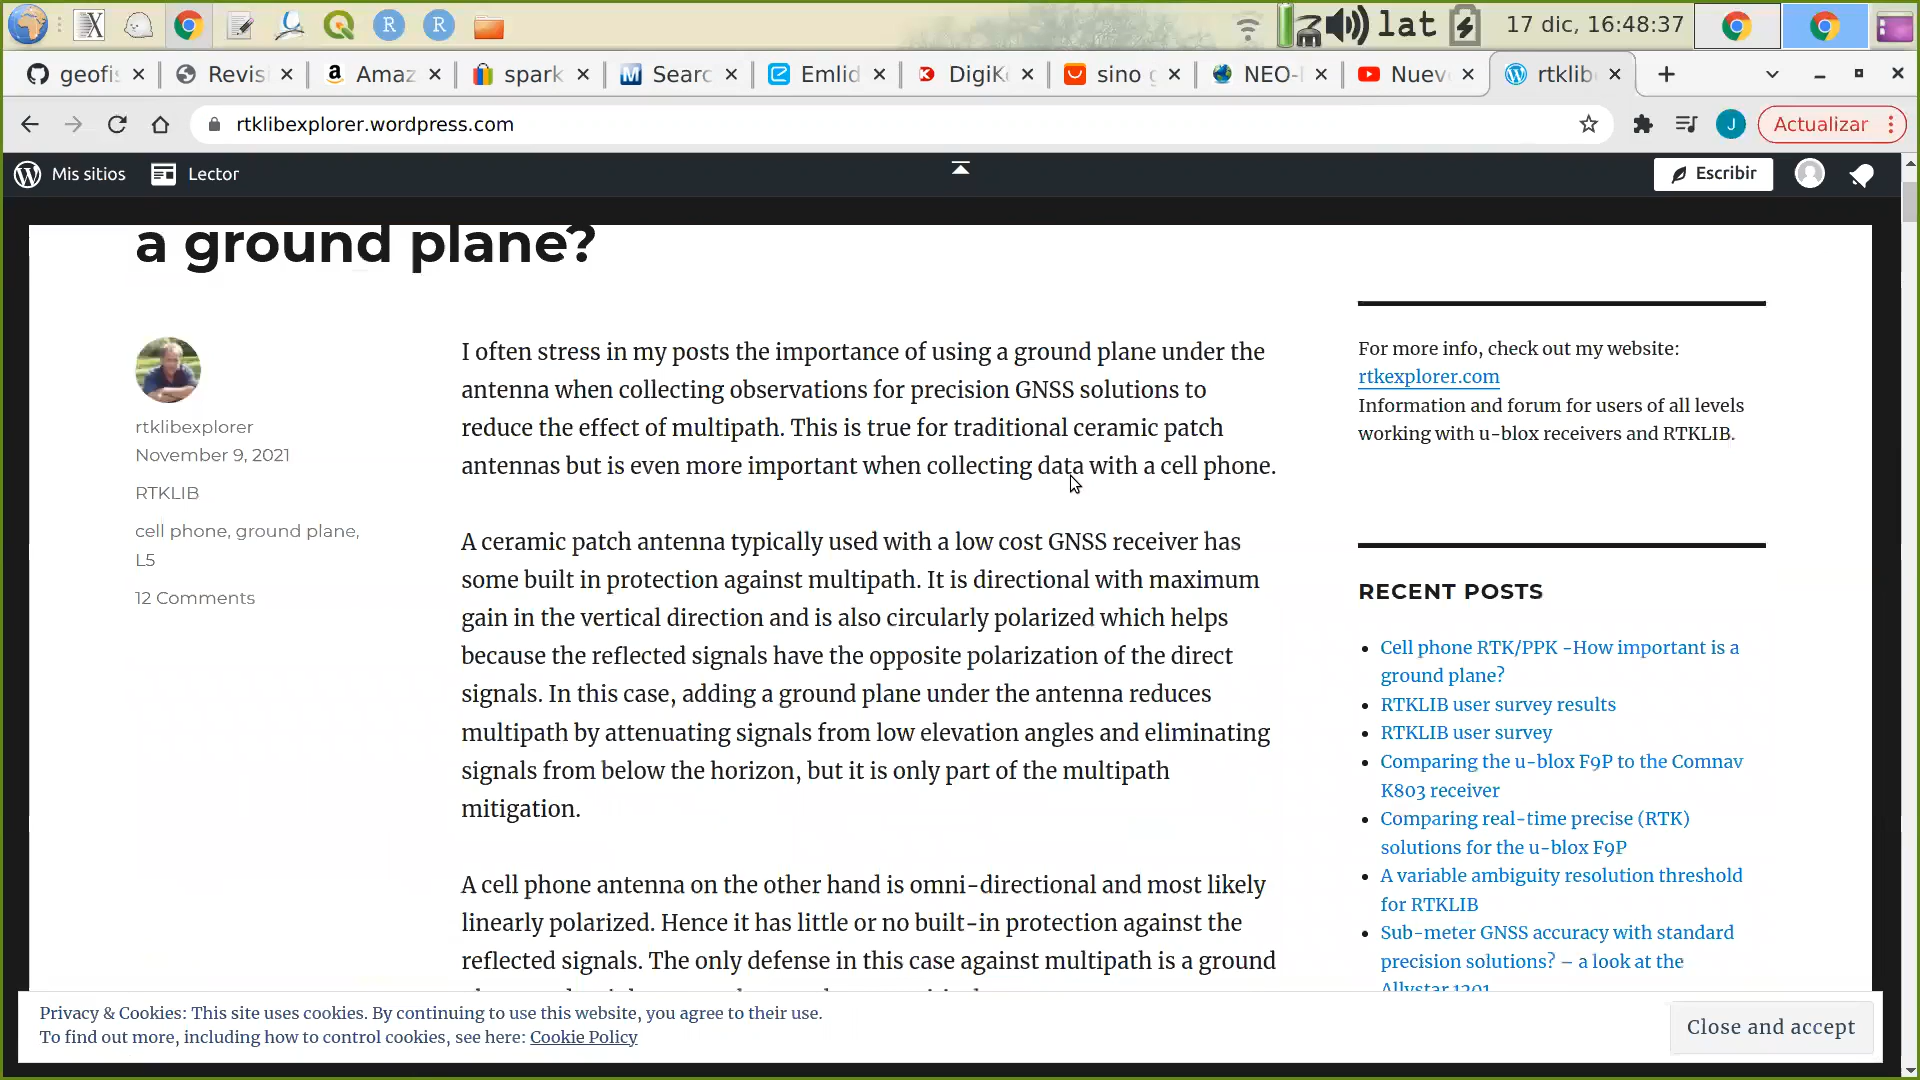 lat
17 dic, 16:48:37
geofis
Revisi
Amaz
spark
Searc
Emlid
DigiKe
sino g
NEO-
Nuev
rtklib
rtklibexplorer.wordpress.com
J
Actualizar
Mis sitios
Lector
Escribir
a ground plane?
rtklibexplorer
November 9, 2021
RTKLIB
cell phone, ground plane,
L5
12 Comments
I often stress in my posts the importance of using a ground plane under the
antenna when collecting observations for precision GNSS solutions to
reduce the effect of multipath. This is true for traditional ceramic patch
antennas but is even more important when collecting data with a cell phone.
A ceramic patch antenna typically used with a low cost GNSS receiver has
some built in protection against multipath. It is directional with maximum
gain in the vertical direction and is also circularly polarized which helps
because the reflected signals have the opposite polarization of the direct
signals. In this case, adding a ground plane under the antenna reduces
multipath by attenuating signals from low elevation angles and eliminating
signals from below the horizon, but it is only part of the multipath
mitigation.
A cell phone antenna on the other hand is omni-directional and most likely
linearly polarized. Hence it has little or no built-in protection against the
reflected signals. The only defense in this case against multipath is a ground
For more info, check out my website:
rtkexplorer.com
Information and forum for users of all levels
working with u-blox receivers and RTKLIB.
RECENT POSTS
Cell phone RTK/PPK -How important is a
ground plane?
RTKLIB user survey results
RTKLIB user survey
Comparing the u-blox F9P to the Comnav
K803 receiver
Comparing real-time precise (RTK)
solutions for the u-blox F9P
A variable ambiguity resolution threshold
for RTKLIB
Sub-meter GNSS accuracy with standard
precision solutions? – a look at the
Allystar 1201
Privacy & Cookies: This site uses cookies. By continuing to use this website, you agree to their use.
To find out more, including how to control cookies, see here: Cookie Policy
Close and accept